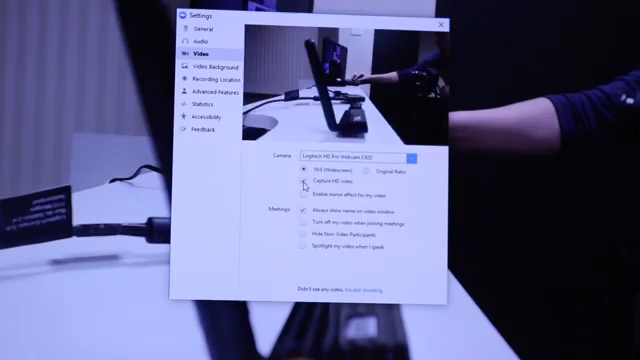 Settings
General
Audio
Video
Video Background
Recording Location
Advanced Features
Statistics
Accessibility
Feedback
Camera: Logitech HD Pro Webcam C920
16:9 (Widescreen) Original Ratio
Capture HD video
Enable mirror effect for my video
Meetings: Always show name on video window
Turn off my video when joining meetings
Hide Non-Video Participants
Spotlight my video when I speak
Didn't see any video,